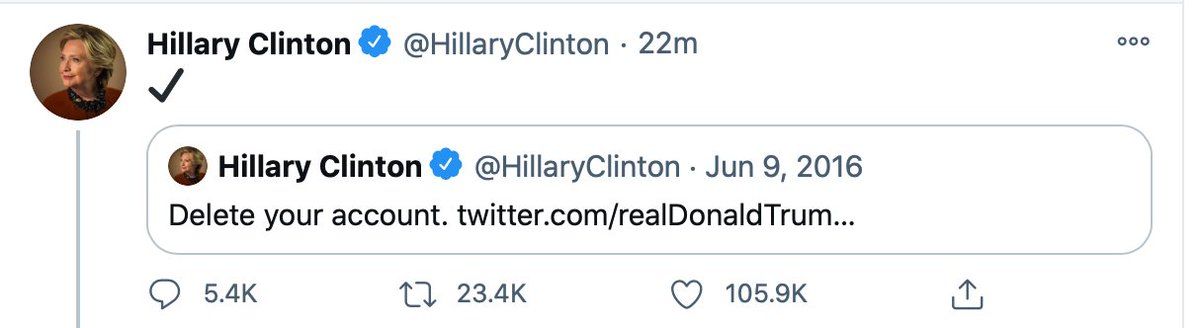 Hillary Clinton @HillaryClinton · 22m
✔
Hillary Clinton @HillaryClinton · Jun 9, 2016
Delete your account. twitter.com/realDonaldTrum...
5.4K 23.4K 105.9K